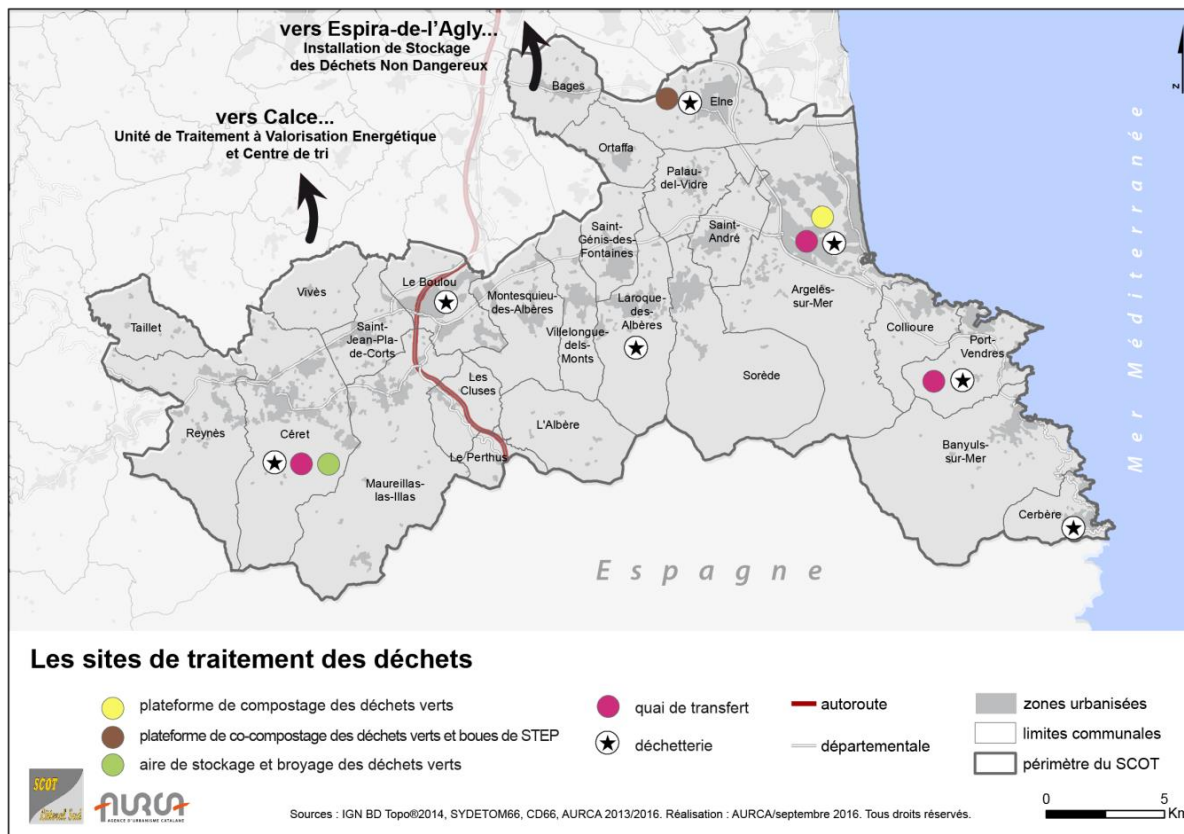 vers Espira-de-l'Agly...
Installation de Stockage
des Déchets Non Dangereux
vers Calce...
Unité de Traitement à Valorisation Energétique
et Centre de tri
N
Bages
Elne
Ortaffa
Palau-
del-Vidre
Saint-
Génis-des-
Fontaines
Saint-
André
Argelès-
sur-Mer
Le Boulou
Vivès
Taillet
Saint-
Jean-Pla-
de-Corts
Montesquieu-
des-Albères
Villelongue-
dels-
Monts
Laroque-
des-
Albères
Collioure
Port-
Vendres
Sorède
Les
Cluses
L'Albère
Reynès
Céret
Le Perthus
Maureillas-
las-Illas
Banyuls-
sur-Mer
Cerbère
Mer Méditerranée
Espagne
Les sites de traitement des déchets
plateforme de compostage des déchets verts
plateforme de co-compostage des déchets verts et boues de STEP
aire de stockage et broyage des déchets verts
quai de transfert
déchetterie
autoroute
départementale
zones urbanisées
limites communales
périmètre du SCOT
SCOT
Littoral Sud
AURCA
AGENCE D'URBANISME CATALANE
Sources : IGN BD Topo®2014, SYDETOM66, CD66, AURCA 2013/2016. Réalisation : AURCA/septembre 2016. Tous droits réservés.
0 5
Km